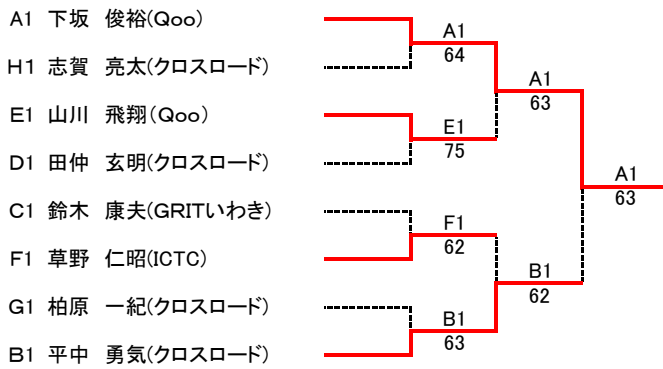 A1 下坂 俊裕(Qoo)
H1 志賀 亮太(クロスロード)
E1 山川 飛翔(Qoo)
D1 田仲 玄明(クロスロード)
C1 鈴木 康夫(GRITいわき)
F1 草野 仁昭(ICTC)
G1 柏原 一紀(クロスロード)
B1 平中 勇気(クロスロード)
A1
64
E1
75
F1
62
B1
63
A1
63
B1
62
A1
63